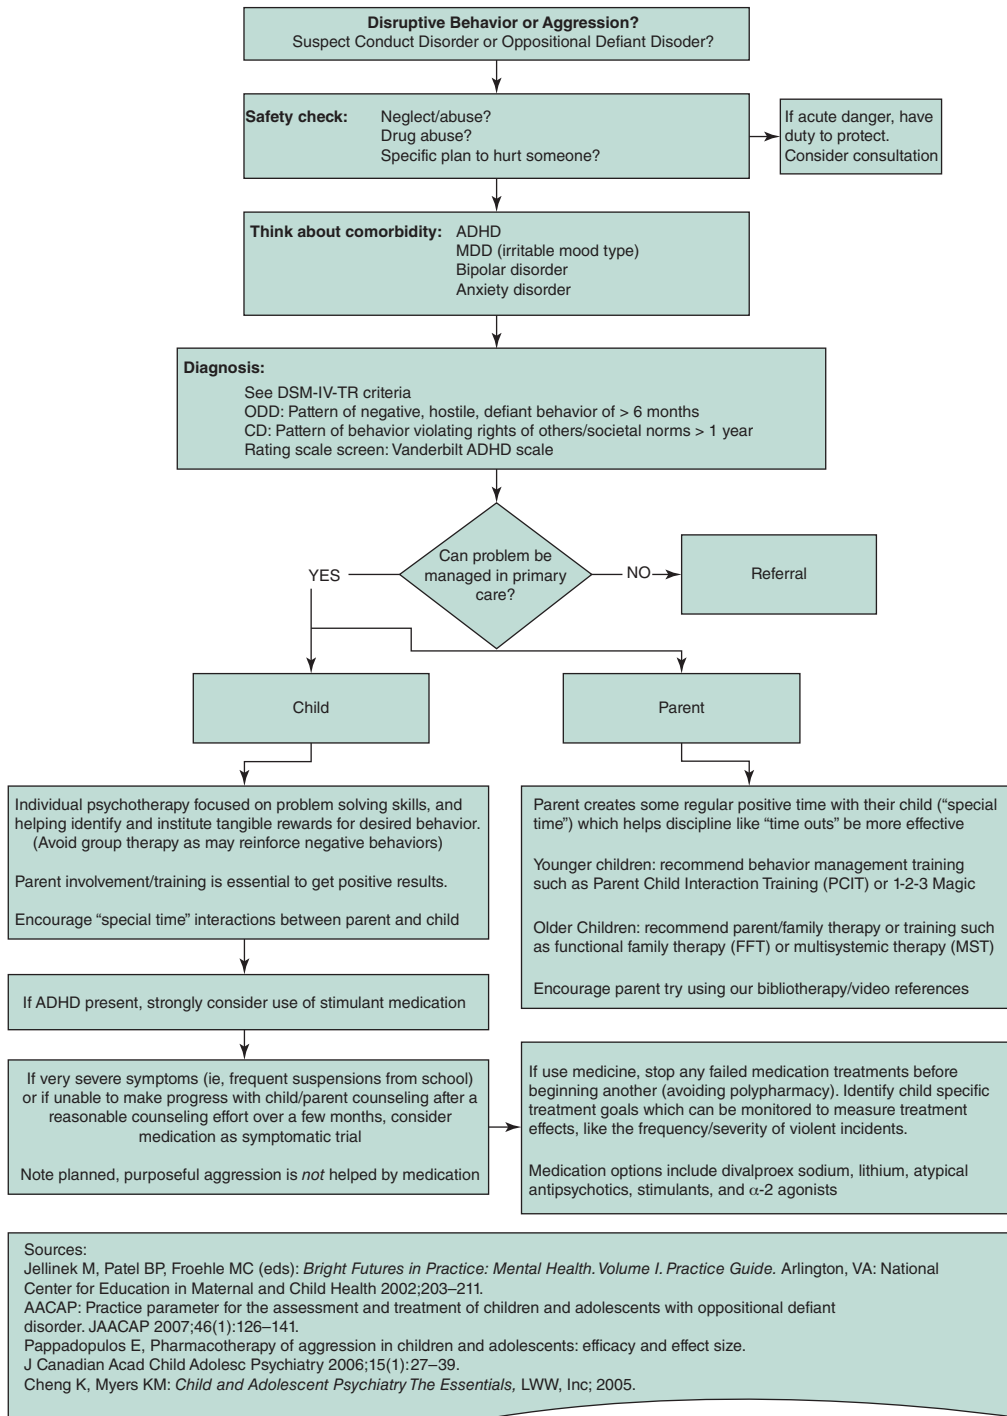 Disruptive Behavior or Aggression?
Suspect Conduct Disorder or Oppositional Defiant Disoder?
Safety check: Neglect/abuse?
Drug abuse?
Specific plan to hurt someone?
If acute danger, have
duty to protect.
Consider consultation
Think about comorbidity: ADHD
MDD (irritable mood type)
Bipolar disorder
Anxiety disorder
Diagnosis:
See DSM-IV-TR criteria
ODD: Pattern of negative, hostile, defiant behavior of > 6 months
CD: Pattern of behavior violating rights of others/societal norms > 1 year
Rating scale screen: Vanderbilt ADHD scale
Can problem be
managed in primary
care?
YES
NO
Referral
Child
Parent
Individual psychotherapy focused on problem solving skills, and
helping identify and institute tangible rewards for desired behavior.
(Avoid group therapy as may reinforce negative behaviors)
Parent involvement/training is essential to get positive results.
Encourage “special time” interactions between parent and child
Parent creates some regular positive time with their child (“special
time”) which helps discipline like “time outs” be more effective
Younger children: recommend behavior management training
such as Parent Child Interaction Training (PCIT) or 1-2-3 Magic
Older Children: recommend parent/family therapy or training such
as functional family therapy (FFT) or multisystemic therapy (MST)
Encourage parent try using our bibliotherapy/video references
If ADHD present, strongly consider use of stimulant medication
If very severe symptoms (ie, frequent suspensions from school)
or if unable to make progress with child/parent counseling after a
reasonable counseling effort over a few months, consider
medication as symptomatic trial
Note planned, purposeful aggression is not helped by medication
If use medicine, stop any failed medication treatments before
beginning another (avoiding polypharmacy). Identify child specific
treatment goals which can be monitored to measure treatment
effects, like the frequency/severity of violent incidents.
Medication options include divalproex sodium, lithium, atypical
antipsychotics, stimulants, and α-2 agonists
Sources:
Jellinek M, Patel BP, Froehle MC (eds): Bright Futures in Practice: Mental Health. Volume I. Practice Guide. Arlington, VA: National
Center for Education in Maternal and Child Health 2002;203–211.
AACAP: Practice parameter for the assessment and treatment of children and adolescents with oppositional defiant
disorder. JAACAP 2007;46(1):126–141.
Pappadopulos E, Pharmacotherapy of aggression in children and adolescents: efficacy and effect size.
J Canadian Acad Child Adolesc Psychiatry 2006;15(1):27–39.
Cheng K, Myers KM: Child and Adolescent Psychiatry The Essentials, LWW, Inc; 2005.